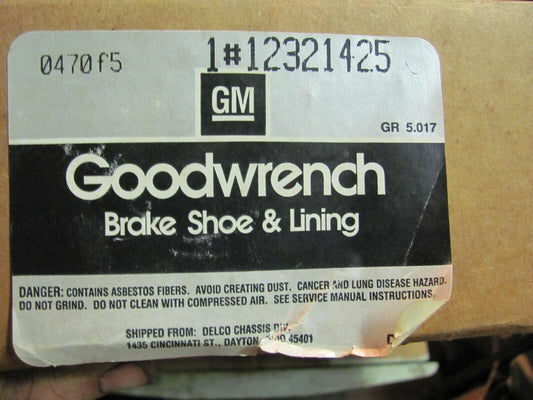 0470f5 1#12321425
GM
GR 5.017
Goodwrench
Brake Shoe & Lining
DANGER: CONTAINS ASBESTOS FIBERS. AVOID CREATING DUST. CANCER AND LUNG DISEASE HAZARD.
DO NOT GRIND. DO NOT CLEAN WITH COMPRESSED AIR. SEE SERVICE MANUAL INSTRUCTIONS.
SHIPPED FROM: DELCO CHASSIS DIV.
1435 CINCINNATI ST., DAYTON, OHIO 45401